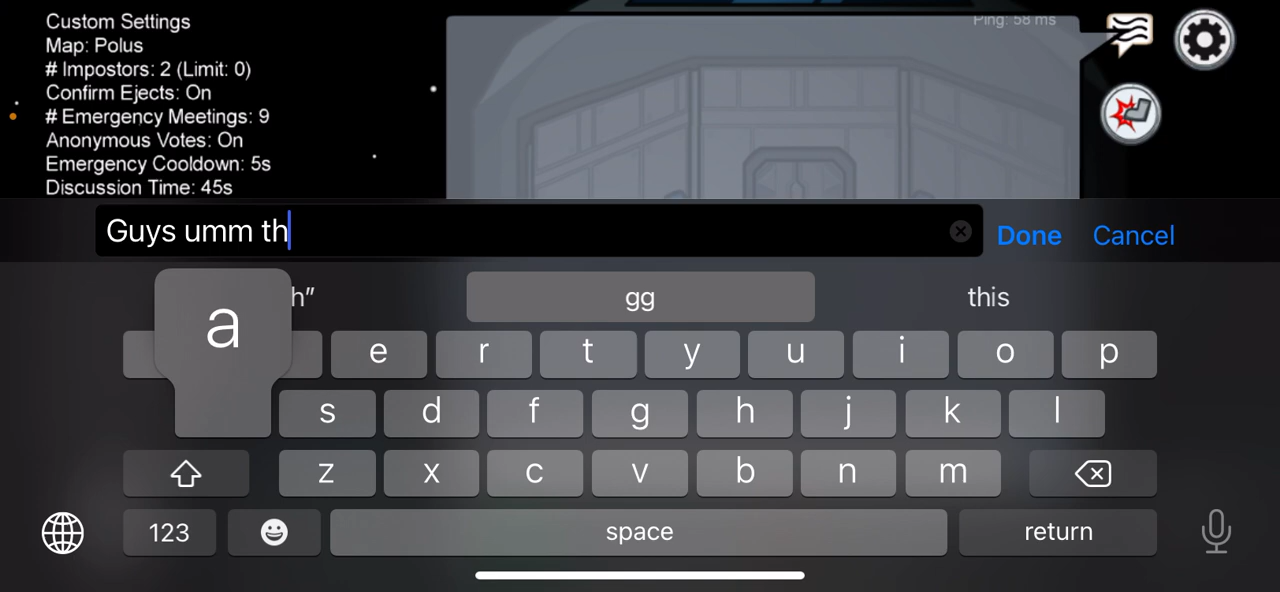 Custom Settings
Map: Polus
# Impostors: 2 (Limit: 0)
Confirm Ejects: On
# Emergency Meetings: 9
Anonymous Votes: On
Emergency Cooldown: 5s
Discussion Time: 45s
Ping: 58 ms
Guys umm th
Done
Cancel
h”
gg
this
a
e r t y u i o p
s d f g h j k l
z x c v b n m
123
space
return